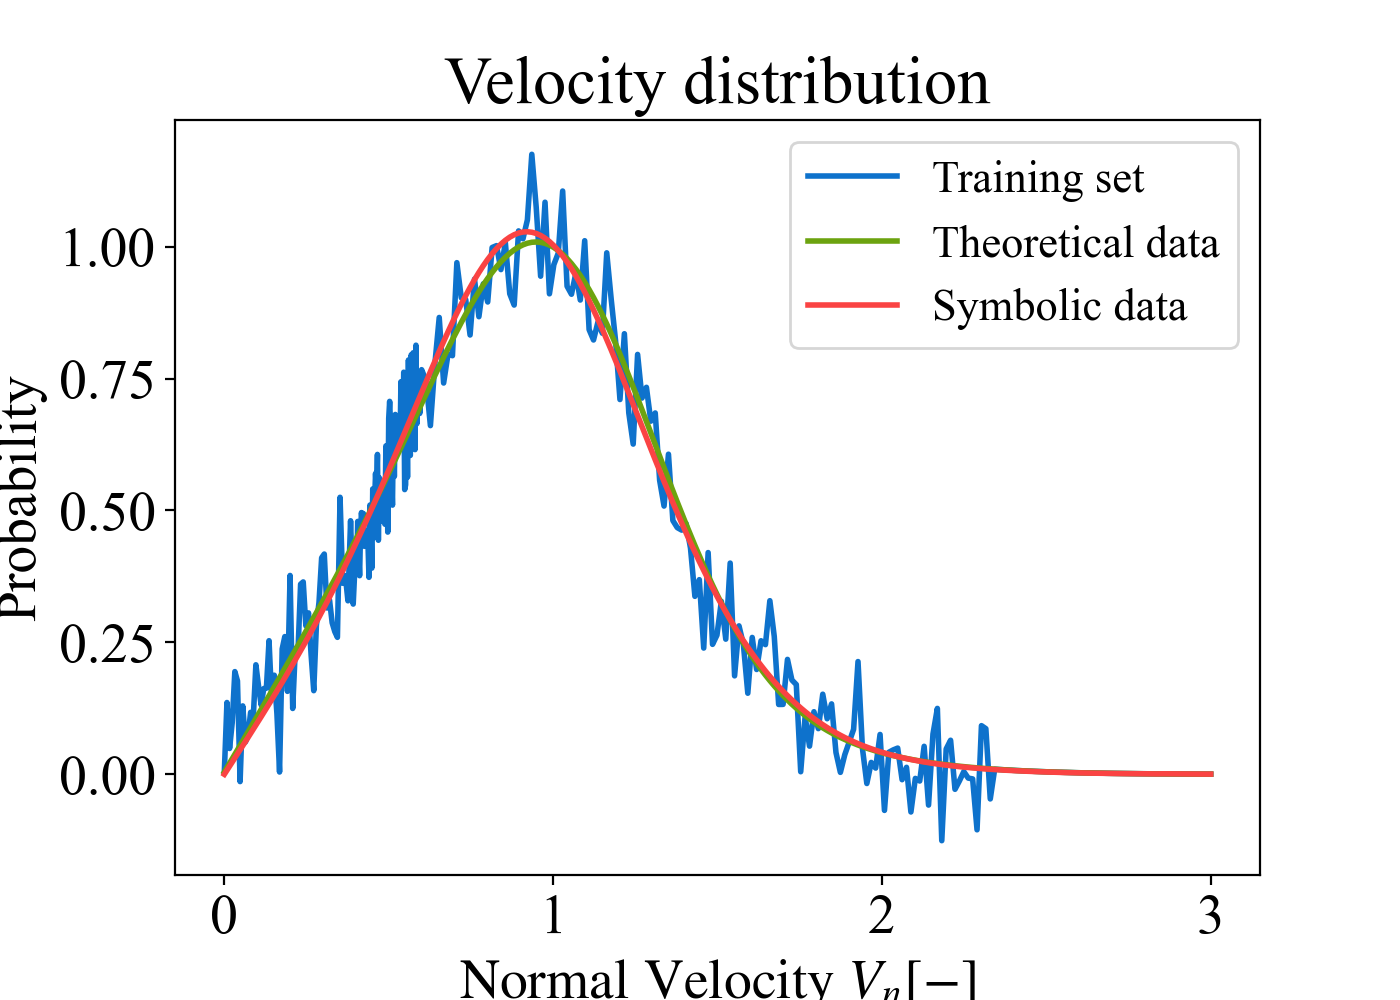 Velocity distribution
Training set
Theoretical data
Symbolic data
1.00
0.75
0.50
0.25
0.00
Probability
0 1 2 3
Normal Velocity Vₙ[−]